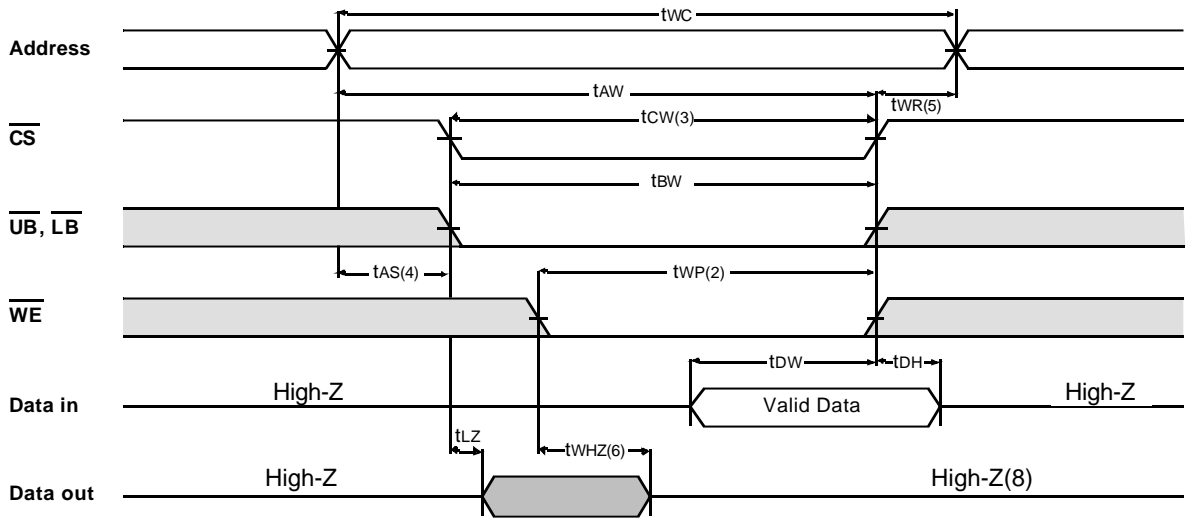 tWC
Address
tAW
tWR(5)
tCW(3)
CS
tBW
UB, LB
tAS(4)
tWP(2)
WE
tDW
tDH
High-Z
Valid Data
High-Z
Data in
tLZ
tWHZ(6)
High-Z
High-Z(8)
Data out